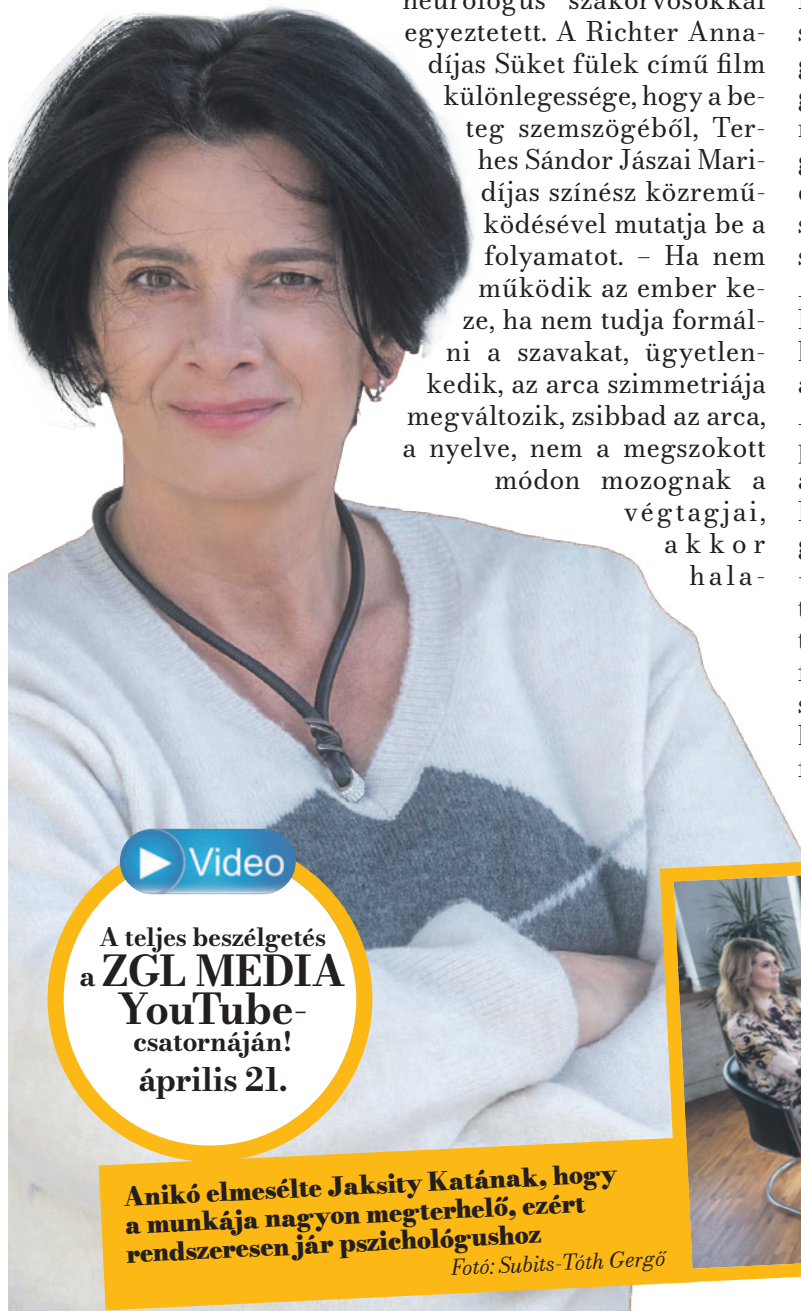 neurológus szakorvosokkal
egyeztetett. A Richter Anna-
díjas Süket fülek című film
különlegessége, hogy a be-
teg szemszögéből, Ter-
hes Sándor Jászai Mari-
díjas színész közremű-
ködésével mutatja be a
folyamatot. – Ha nem
működik az ember ke-
ze, ha nem tudja formál-
ni a szavakat, ügyetlen-
kedik, az arca szimmetriája
megváltozik, zsibbad az arca,
a nyelve, nem a megszokott
módon mozognak a
végtagjai,
akkor
hala-
Video
A teljes beszélgetés
a ZGL MEDIA
YouTube-
csatornáján!
április 21.
Anikó elmesélte Jaksity Katának, hogy
a munkája nagyon megterhelő, ezért
rendszeresen jár pszichológushoz
Fotó: Subits-Tóth Gergő